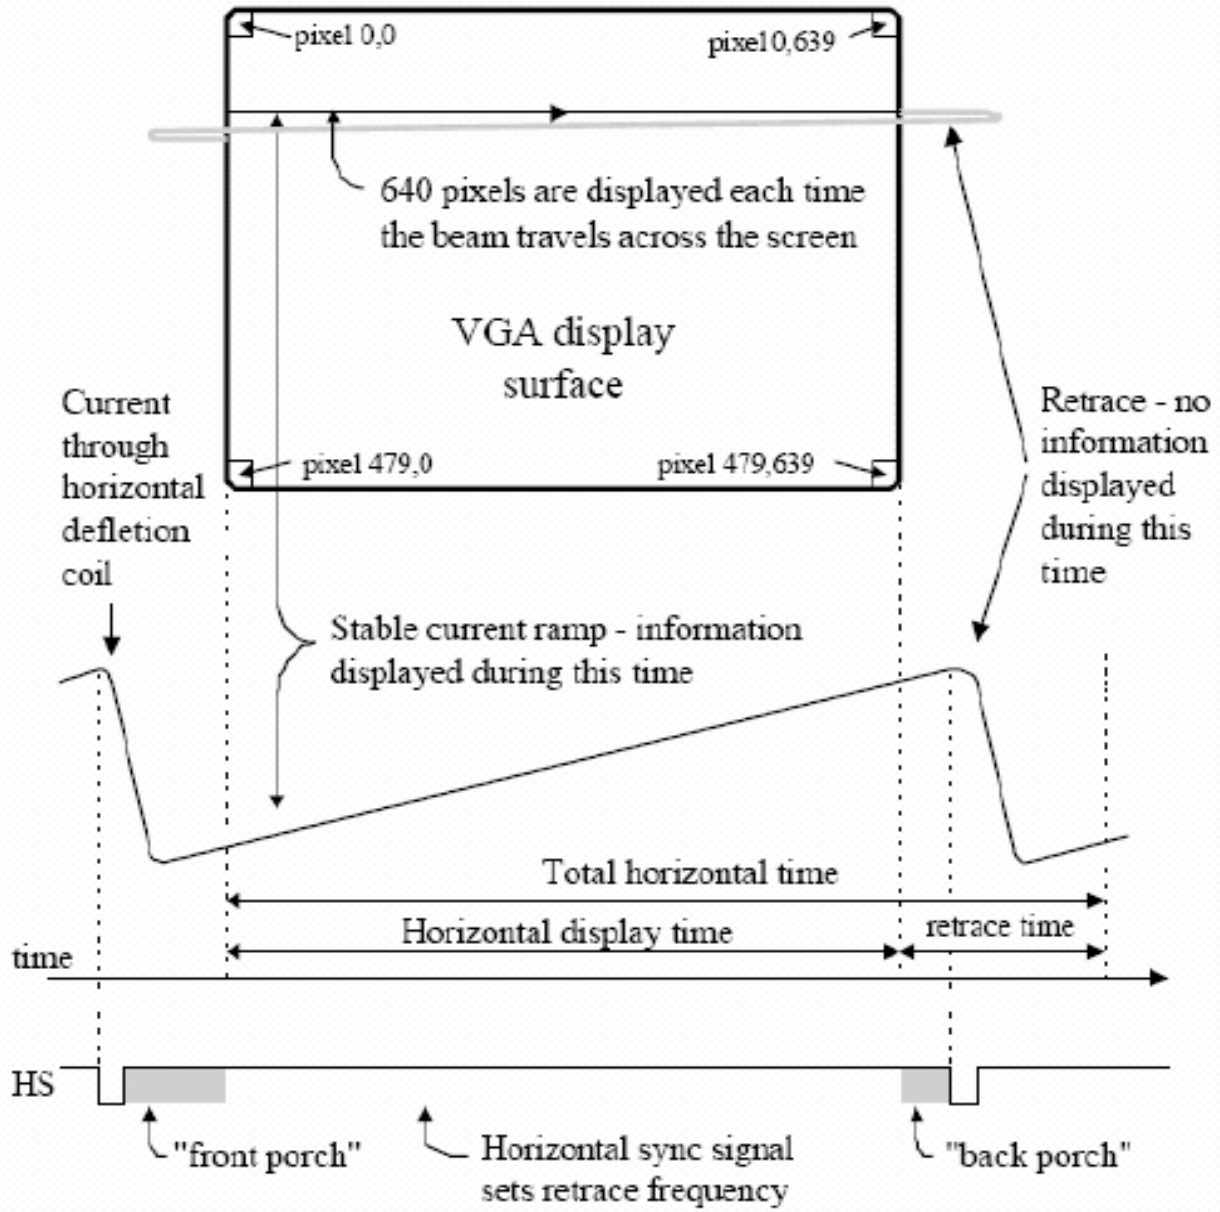 pixel 0,0
pixel0,639
640 pixels are displayed each time
the beam travels across the screen
VGA display
surface
pixel 479,0
pixel 479,639
Current
through
horizontal
defletion
coil
Retrace - no
information
displayed
during this
time
Stable current ramp - information
displayed during this time
Total horizontal time
Horizontal display time
retrace time
time
HS
"front porch"
Horizontal sync signal
sets retrace frequency
"back porch"